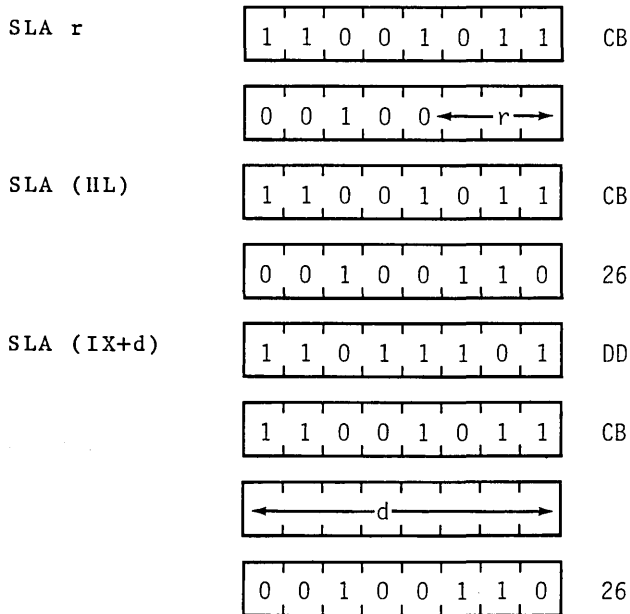 SLA r 1 1 0 0 1 0 1 1 CB
0 0 1 0 0 r
SLA (HL) 1 1 0 0 1 0 1 1 CB
0 0 1 0 0 1 1 0 26
SLA (IX+d) 1 1 0 1 1 1 0 1 DD
1 1 0 0 1 0 1 1 CB
d
0 0 1 0 0 1 1 0 26